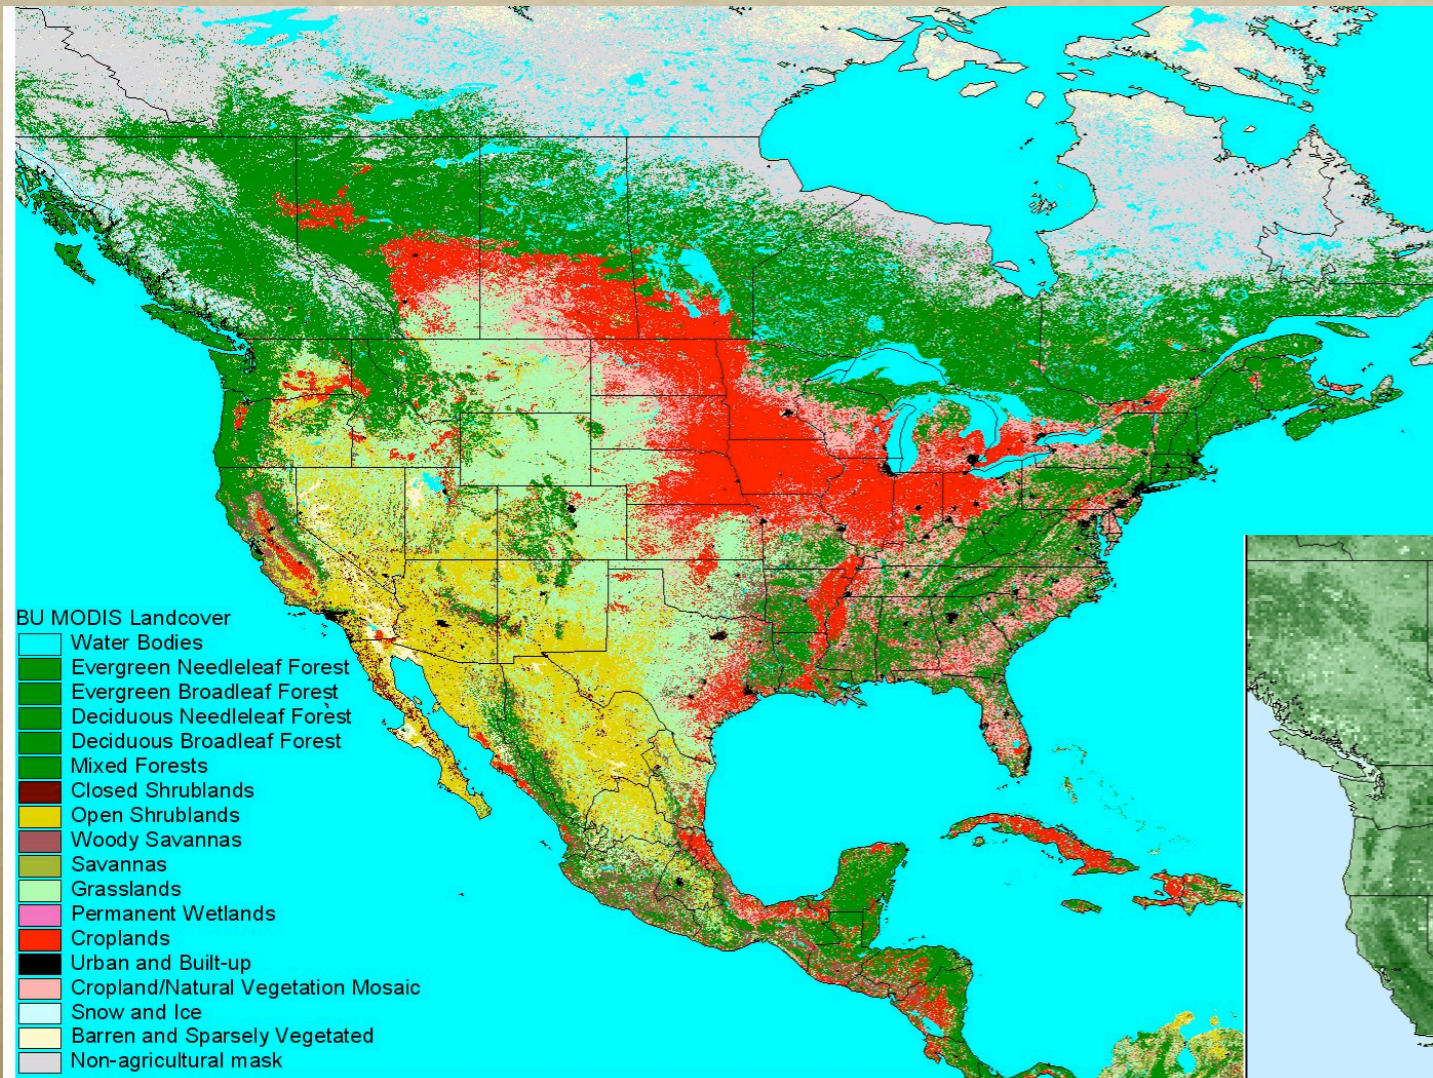 BU MODIS Landcover
Water Bodies
Evergreen Needleleaf Forest
Evergreen Broadleaf Forest
Deciduous Needleleaf Forest
Deciduous Broadleaf Forest
Mixed Forests
Closed Shrublands
Open Shrublands
Woody Savannas
Savannas
Grasslands
Permanent Wetlands
Croplands
Urban and Built-up
Cropland/Natural Vegetation Mosaic
Snow and Ice
Barren and Sparsely Vegetated
Non-agricultural mask